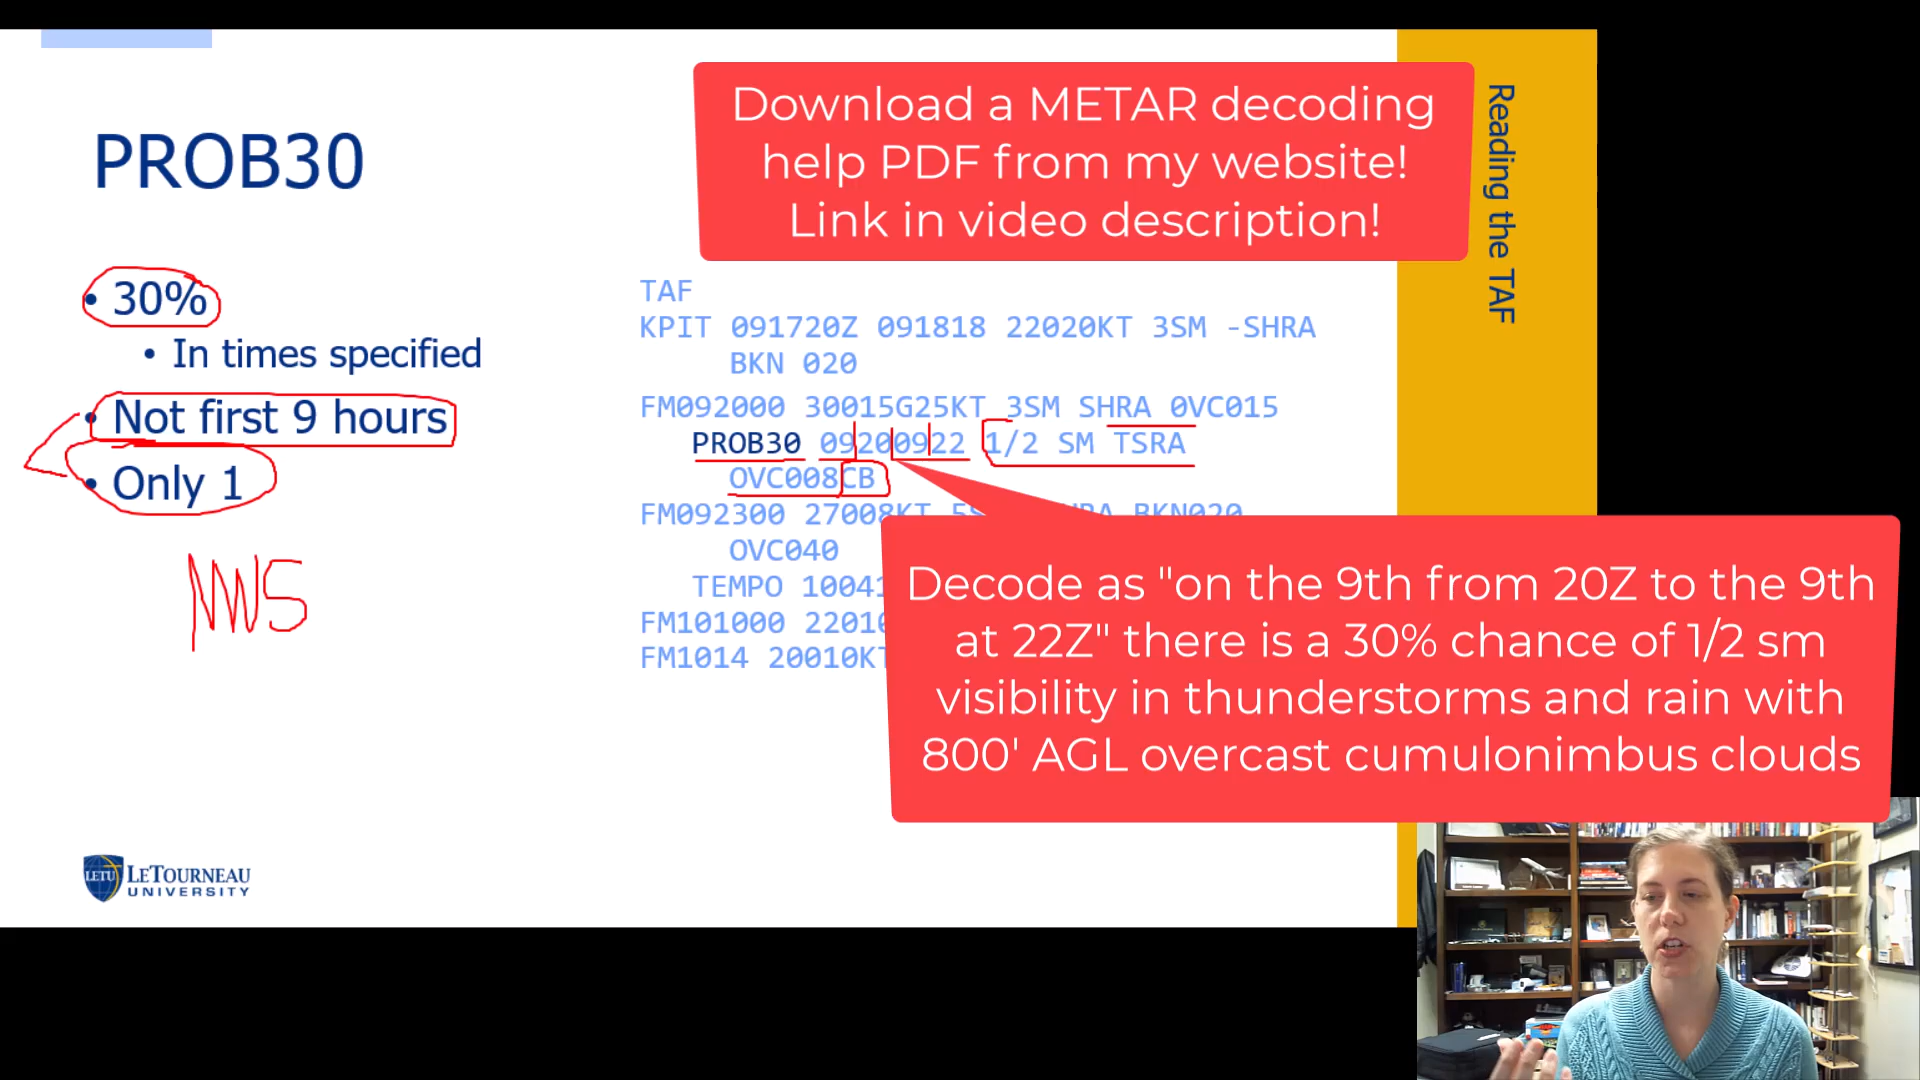 PROB30
• 30%
• In times specified
• Not first 9 hours
• Only 1
NWS
Download a METAR decoding
help PDF from my website!
Link in video description!
Reading the TAF
TAF
KPIT 091720Z 091818 22020KT 3SM -SHRA
BKN 020
FM092000 30015G25KT 3SM SHRA 0VC015
PROB30 09200922 1/2 SM TSRA
OVC008CB
FM092300 27008KT BKN020
OVC040
TEMPO
FM101000
FM1014 20010KT
Decode as "on the 9th from 20Z to the 9th
at 22Z" there is a 30% chance of 1/2 sm
visibility in thunderstorms and rain with
800' AGL overcast cumulonimbus clouds
LETU LETOURNEAU
UNIVERSITY